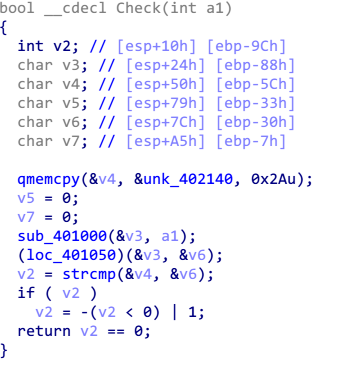 bool __cdecl Check(int a1)
{
  int v2; // [esp+10h] [ebp-9Ch]
  char v3; // [esp+24h] [ebp-88h]
  char v4; // [esp+50h] [ebp-5Ch]
  char v5; // [esp+79h] [ebp-33h]
  char v6; // [esp+7Ch] [ebp-30h]
  char v7; // [esp+A5h] [ebp-7h]

  qmemcpy(&v4, &unk_402140, 0x2Au);
  v5 = 0;
  v7 = 0;
  sub_401000(&v3, a1);
  (loc_401050)(&v3, &v6);
  v2 = strcmp(&v4, &v6);
  if ( v2 )
    v2 = -(v2 < 0) | 1;
  return v2 == 0;
}